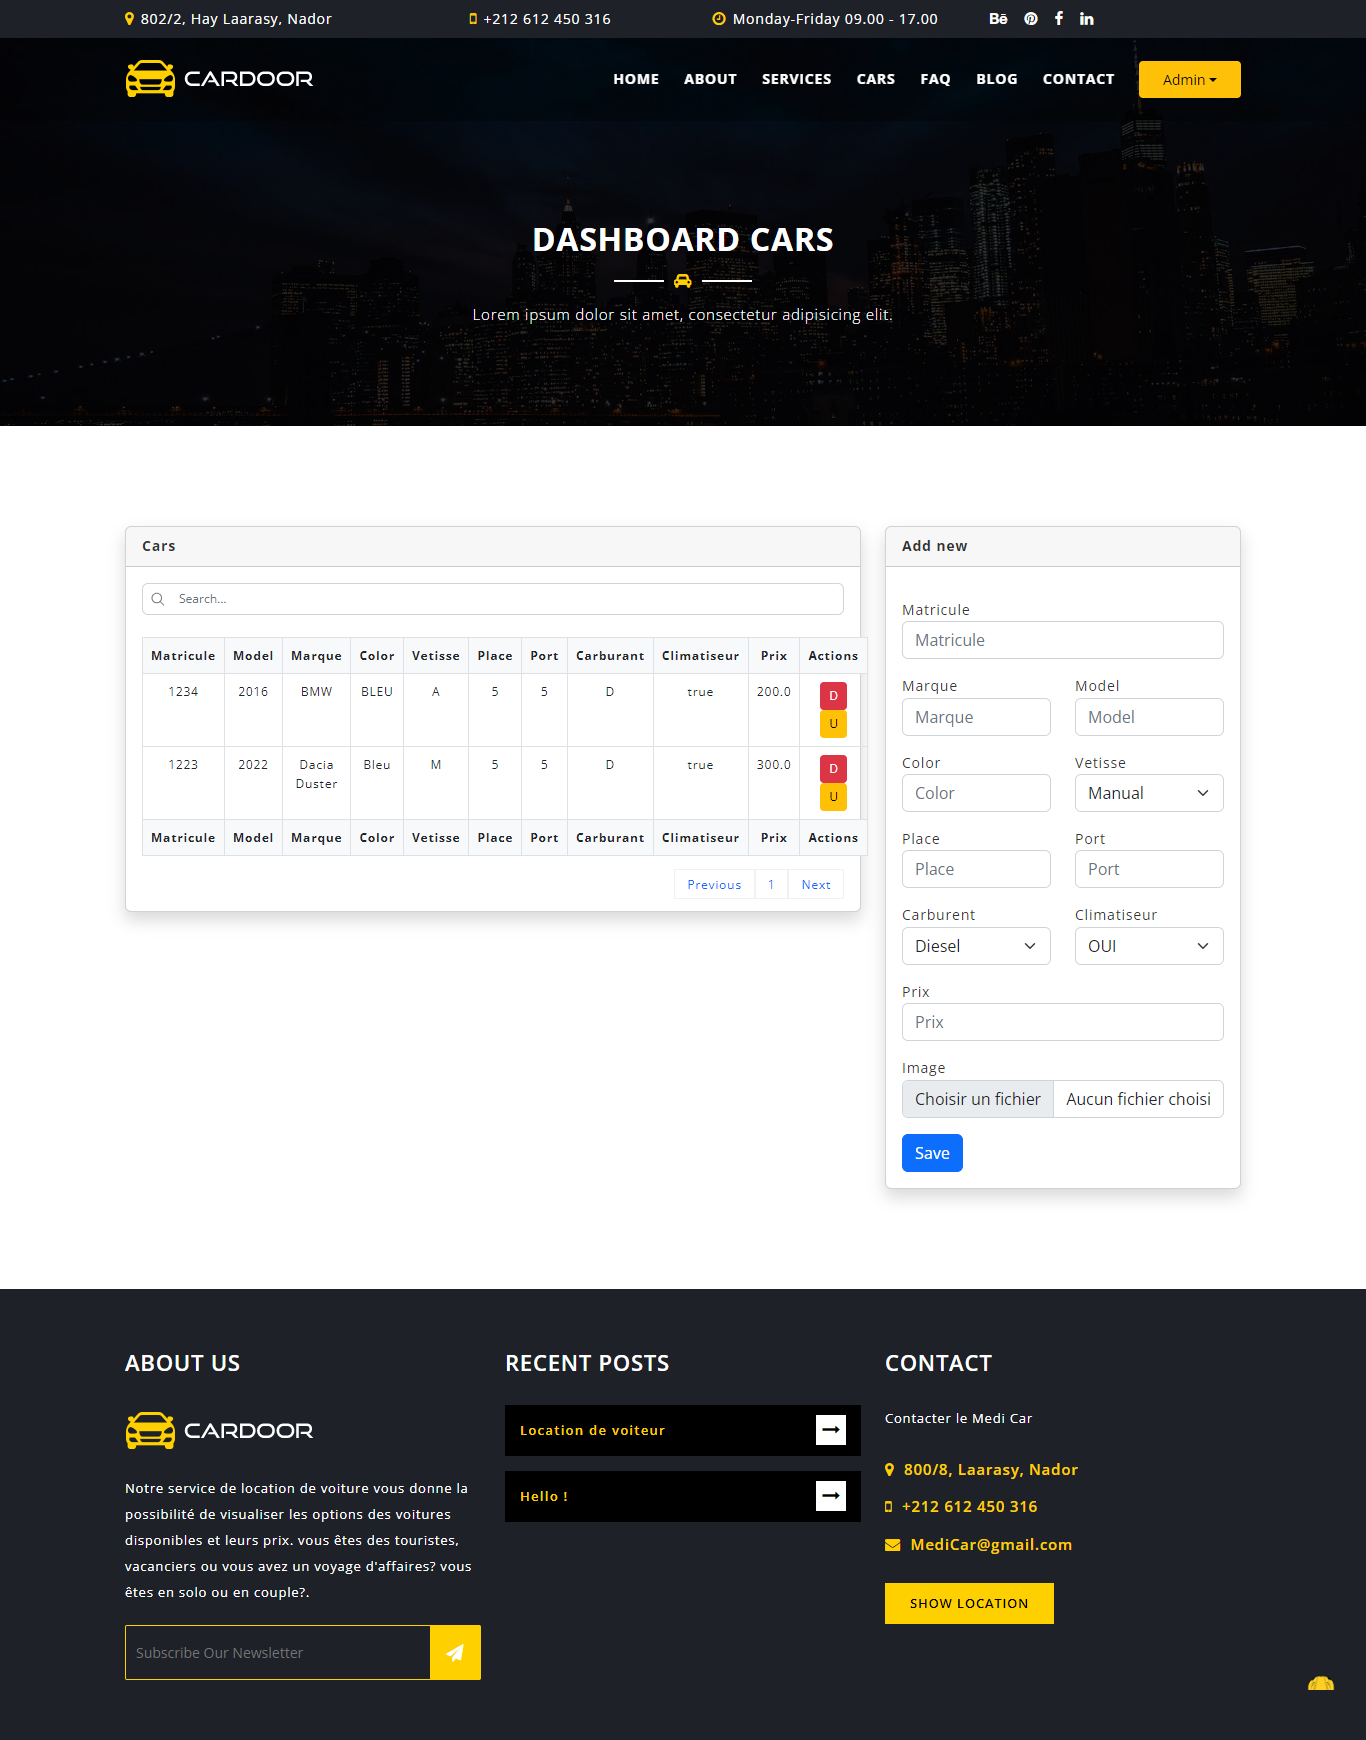 802/2, Hay Laarasy, Nador
+212 612 450 316
Monday-Friday 09.00 - 17.00
Bē
CARDOOR
HOME ABOUT SERVICES CARS FAQ BLOG CONTACT
Admin
DASHBOARD CARS
Lorem ipsum dolor sit amet, consectetur adipisicing elit.
Cars
Search...
Matricule Model Marque Color Vetisse Place Port Carburant Climatiseur Prix Actions
1234 2016 BMW BLEU A 5 5 D true 200.0 D
U
1223 2022 Dacia Bleu M 5 5 D true 300.0 D
Duster U
Matricule Model Marque Color Vetisse Place Port Carburant Climatiseur Prix Actions
Previous 1 Next
Add new
Matricule
Matricule
Marque Model
Marque Model
Color Vetisse
Color Manual
Place Port
Place Port
Carburent Climatiseur
Diesel OUI
Prix
Prix
Image
Choisir un fichier Aucun fichier choisi
Save
ABOUT US
CARDOOR
Notre service de location de voiture vous donne la
possibilité de visualiser les options des voitures
disponibles et leurs prix. vous êtes des touristes,
vacanciers ou vous avez un voyage d'affaires? vous
êtes en solo ou en couple?.
Subscribe Our Newsletter
RECENT POSTS
Location de voiteur
Hello !
CONTACT
Contacter le Medi Car
800/8, Laarasy, Nador
+212 612 450 316
MediCar@gmail.com
SHOW LOCATION